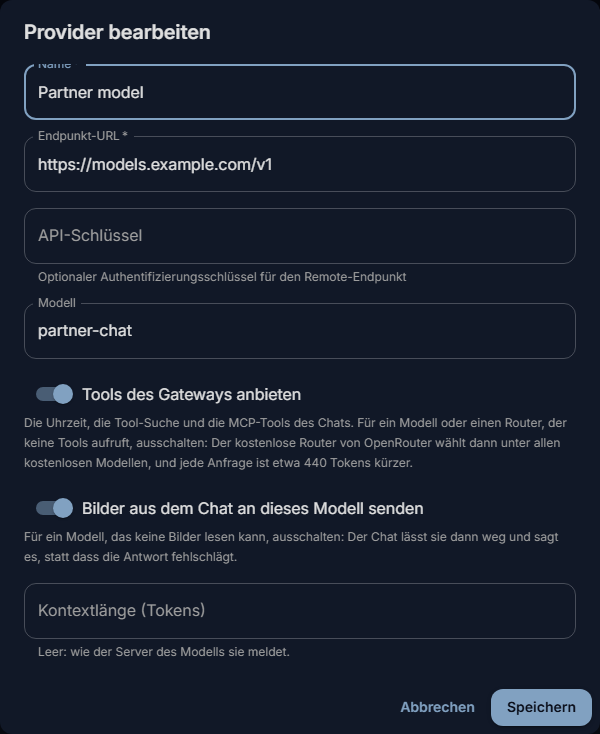 Provider bearbeiten
Name
Partner model
Endpunkt-URL *
https://models.example.com/v1
API-Schlüssel
Optionaler Authentifizierungsschlüssel für den Remote-Endpunkt
Modell
partner-chat
Tools des Gateways anbieten
Die Uhrzeit, die Tool-Suche und die MCP-Tools des Chats. Für ein Modell oder einen Router, der
keine Tools aufruft, ausschalten: Der kostenlose Router von OpenRouter wählt dann unter allen
kostenlosen Modellen, und jede Anfrage ist etwa 440 Tokens kürzer.
Bilder aus dem Chat an dieses Modell senden
Für ein Modell, das keine Bilder lesen kann, ausschalten: Der Chat lässt sie dann weg und sagt
es, statt dass die Antwort fehlschlägt.
Kontextlänge (Tokens)
Leer: wie der Server des Modells sie meldet.
Abbrechen
Speichern